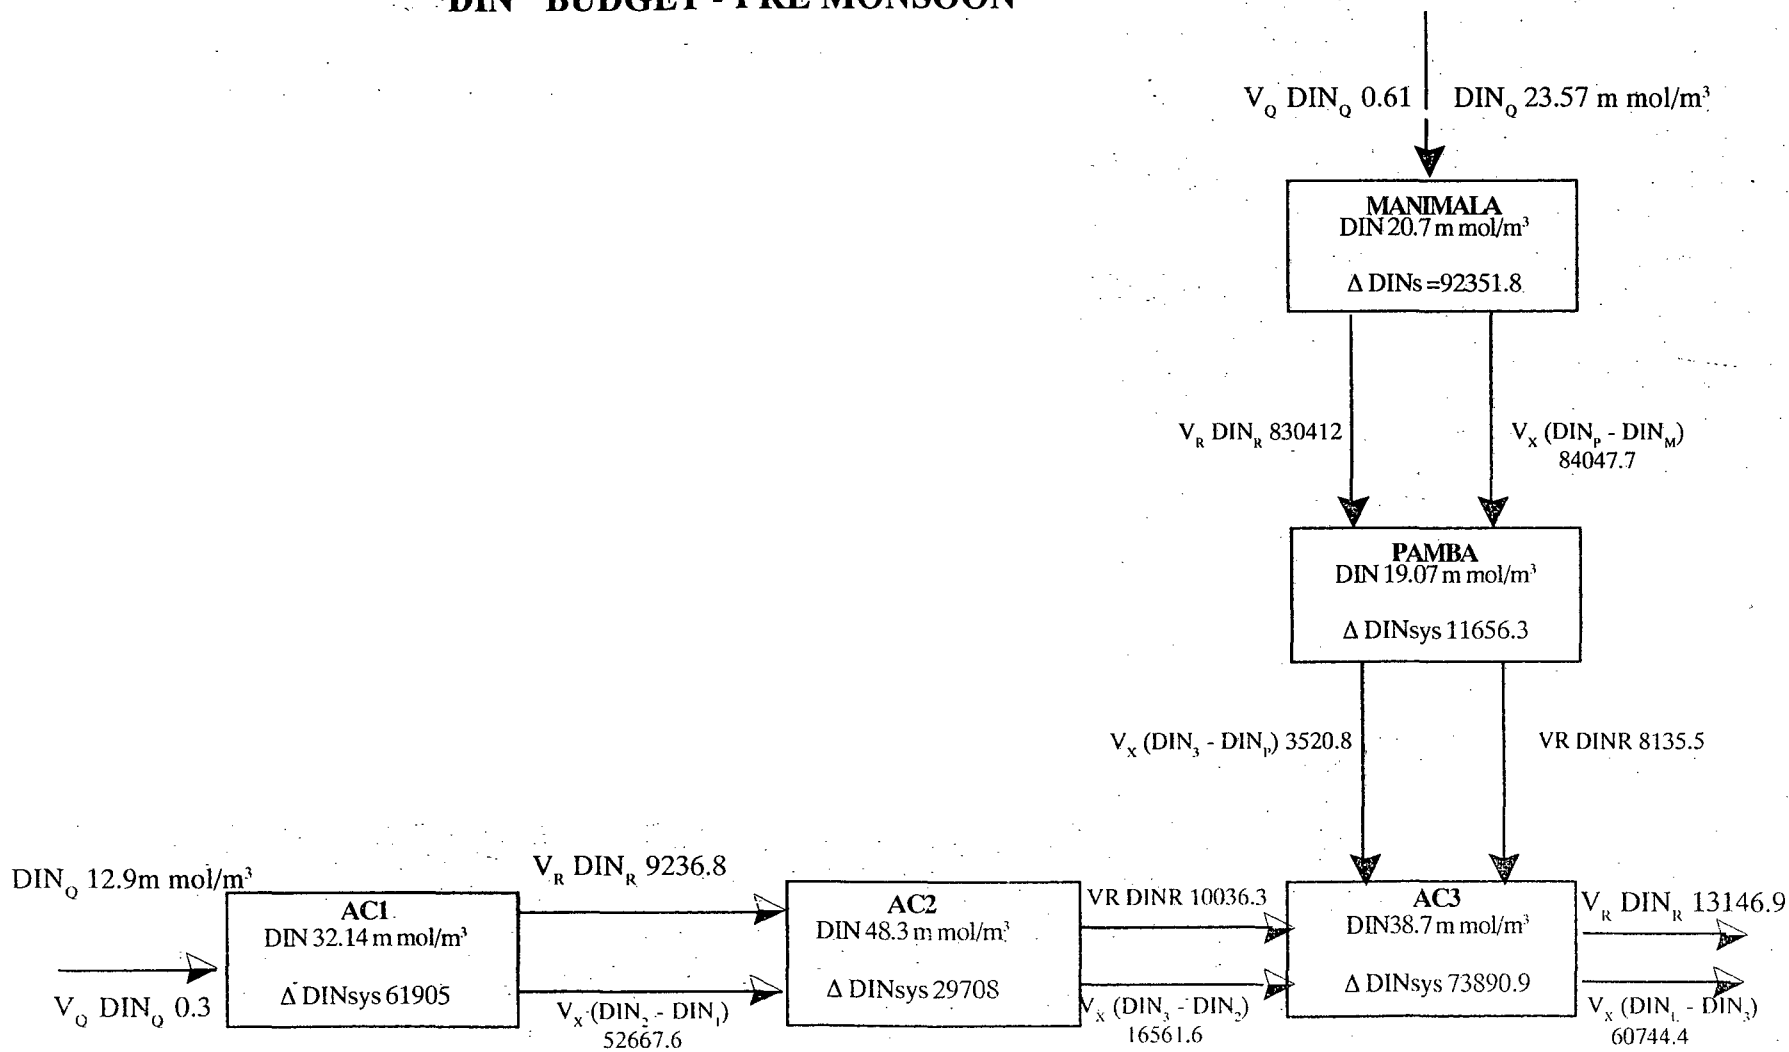 DIN BUDGET - PRE MONSOON
V_Q DIN_Q 0.61
DIN_Q 23.57 m mol/m³
MANIMALA
DIN 20.7 m mol/m³
Δ DINs =92351.8
V_R DIN_R 830412
V_X (DIN_P - DIN_M)
84047.7
PAMBA
DIN 19.07 m mol/m³
Δ DINsys 11656.3
V_X (DIN_3 - DIN_P) 3520.8
VR DINR 8135.5
DIN_Q 12.9m mol/m³
V_Q DIN_Q 0.3
AC1
DIN 32.14 m mol/m³
Δ DINsys 61905
V_R DIN_R 9236.8
V_X (DIN_2 - DIN_1)
52667.6
AC2
DIN 48.3 m mol/m³
Δ DINsys 29708
VR DINR 10036.3
V_X (DIN_3 - DIN_2)
16561.6
AC3
DIN38.7 m mol/m³
Δ DINsys 73890.9
V_R DIN_R 13146.9
V_X (DIN_L - DIN_3)
60744.4